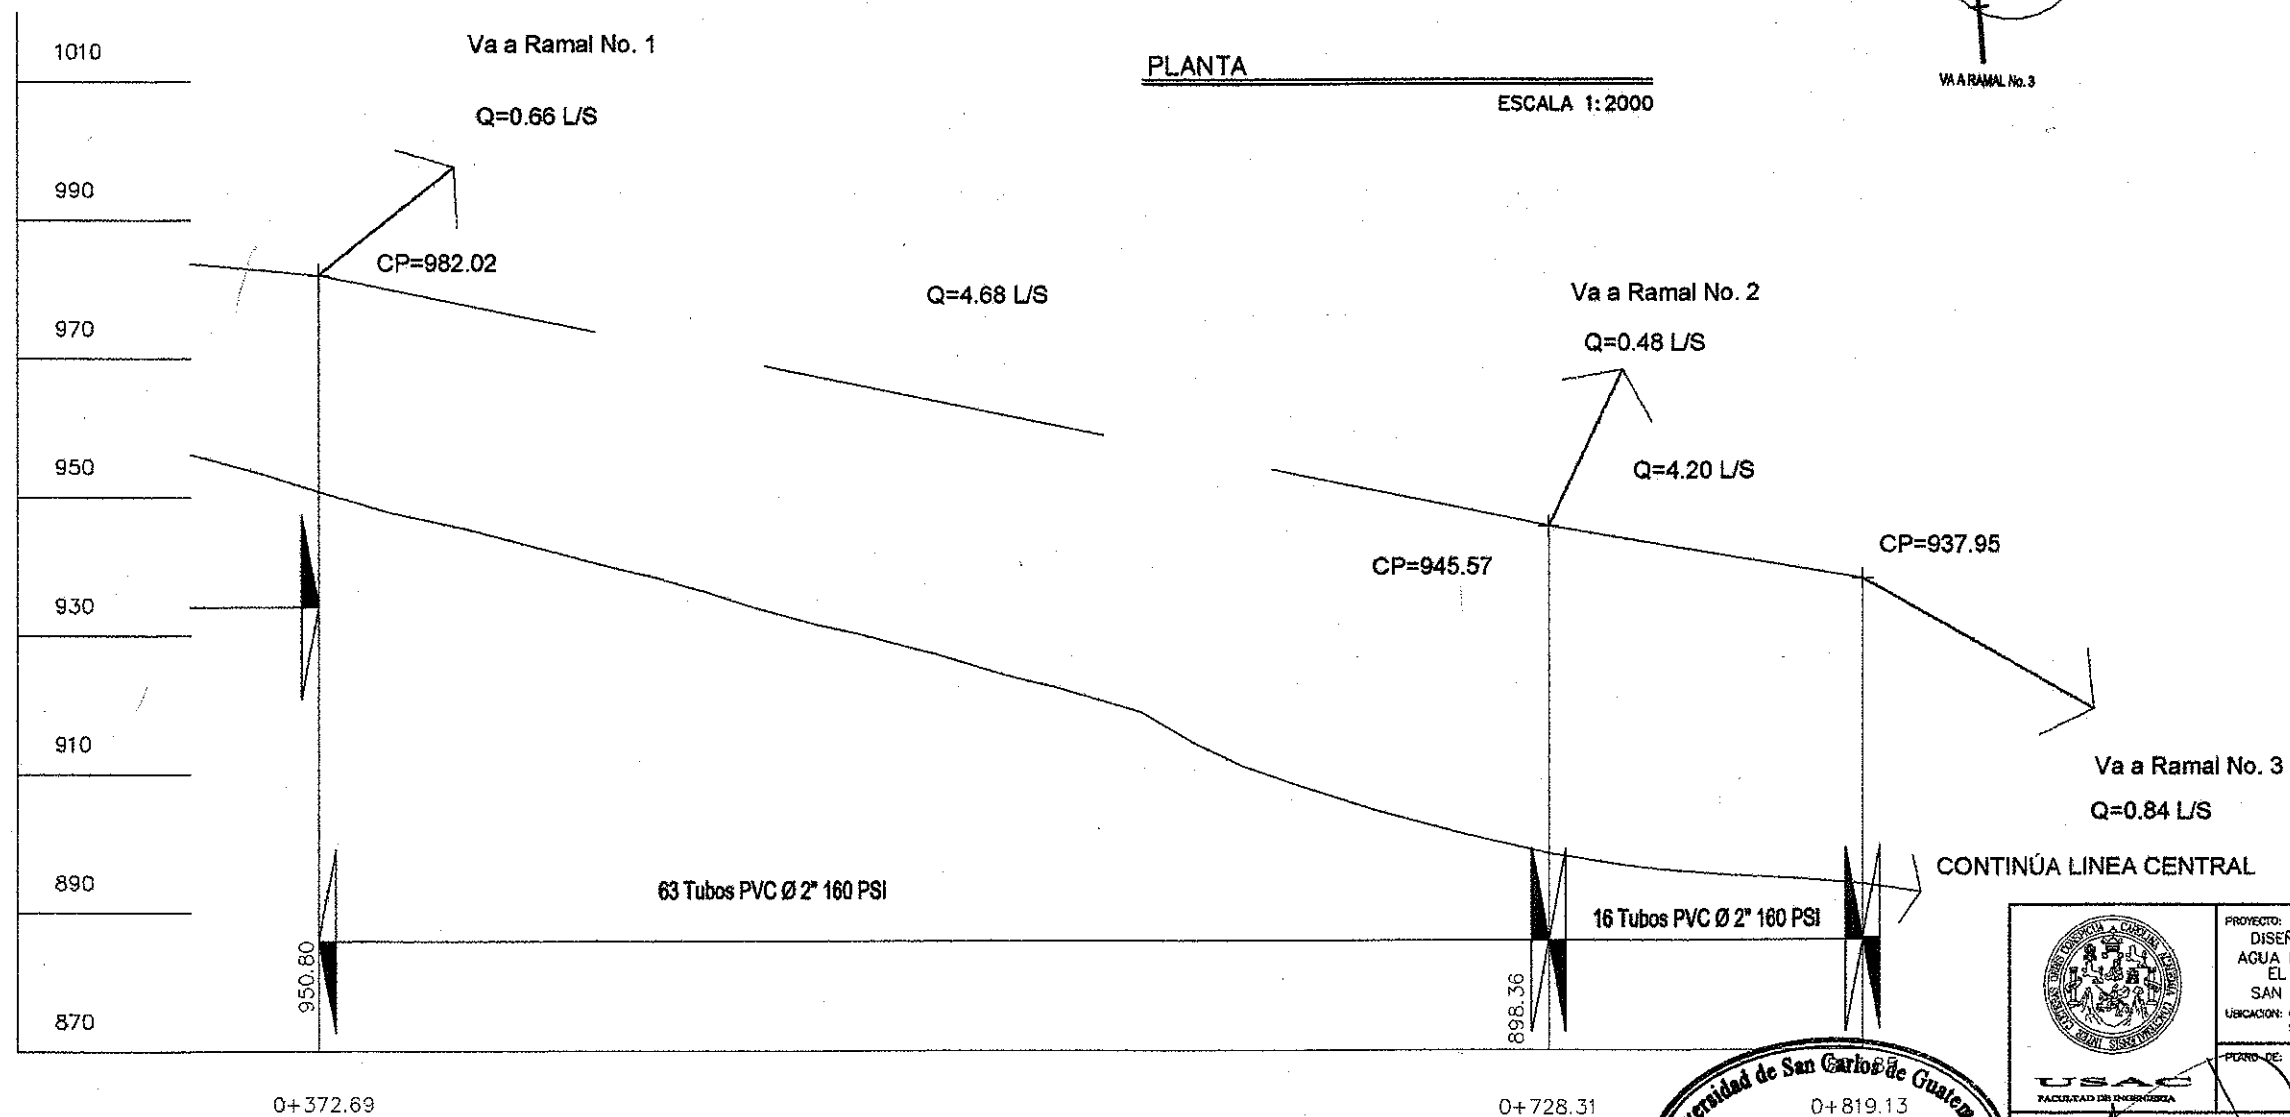 1010
Va a Ramal No. 1
PLANTA
VA A RAMAL No. 3
ESCALA 1:2000
Q=0.66 L/S
990
CP=982.02
Q=4.68 L/S
Va a Ramal No. 2
970
Q=0.48 L/S
950
Q=4.20 L/S
CP=937.95
CP=945.57
930
910
Va a Ramal No. 3
Q=0.84 L/S
CONTINÚA LINEA CENTRAL
890
63 Tubos PVC Ø 2" 160 PSI
16 Tubos PVC Ø 2" 160 PSI
950.80
898.36
870
0+372.69
0+728.31
0+819.13
PROYECTO:
DISEÑ
AGUA
EL
SAN
UBICACION:
PLANO DE:
USAC
FACULTAD DE INGENIERIA
ersidad de San Carlos de Guatem